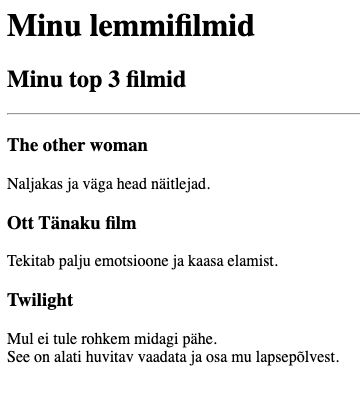 Minu lemmifilmid
Minu top 3 filmid
The other woman
Naljakas ja väga head näitlejad.
Ott Tänaku film
Tekitab palju emotsioone ja kaasa elamist.
Twilight
Mul ei tule rohkem midagi pähe.
See on alati huvitav vaadata ja osa mu lapsepõlvest.